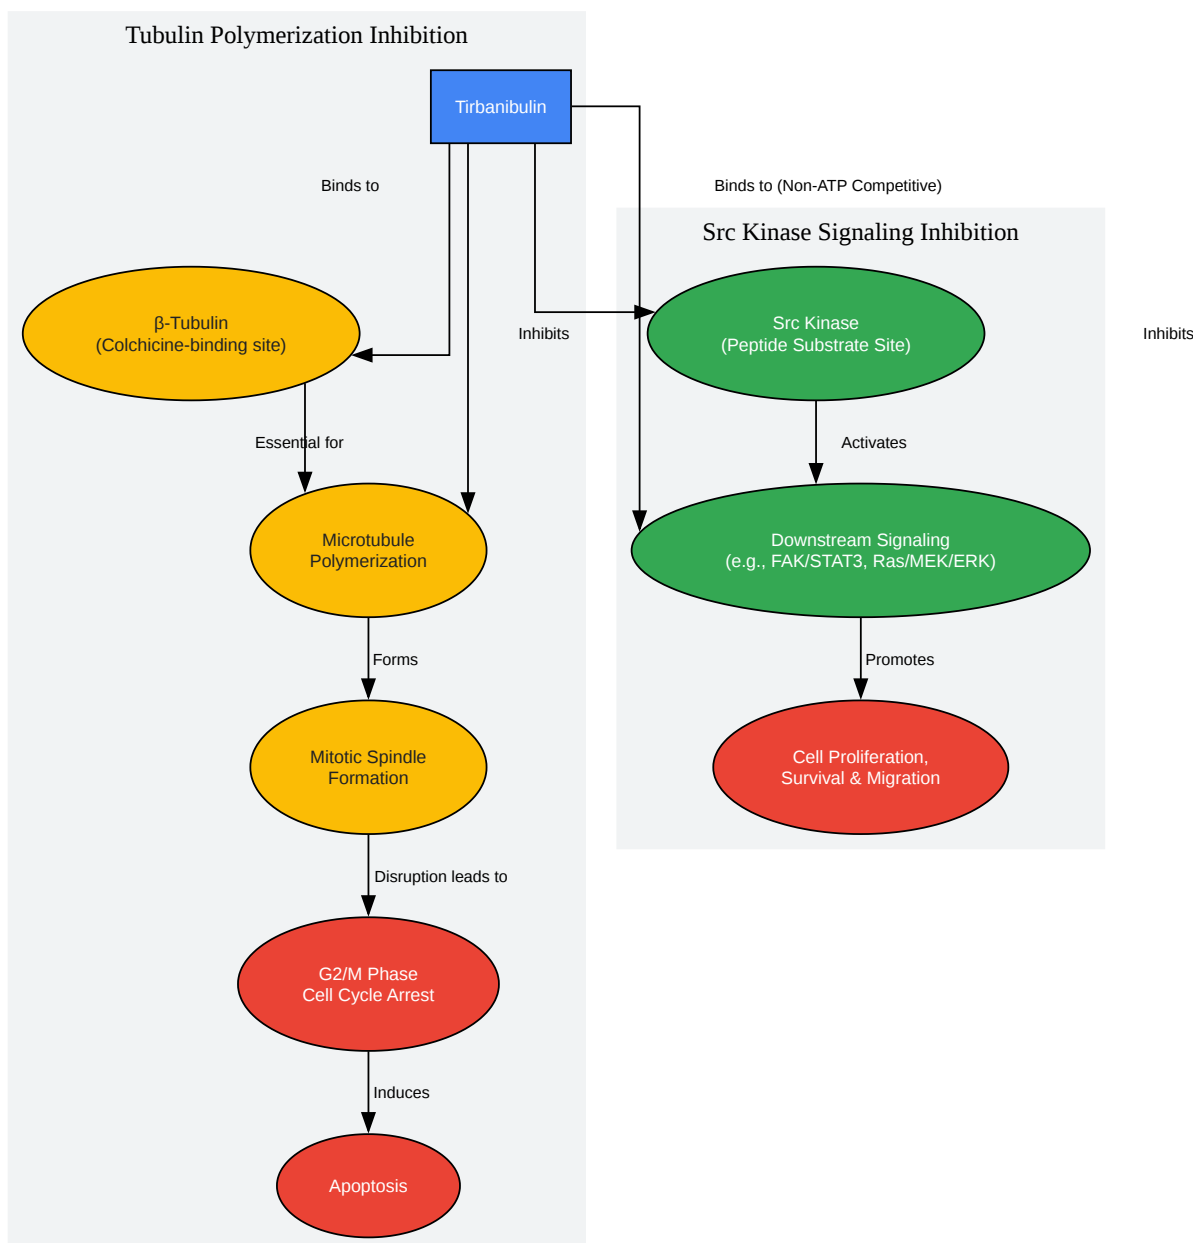 Tubulin Polymerization Inhibition
Tirbanibulin
Binds to
Binds to (Non-ATP Competitive)
Src Kinase Signaling Inhibition
β-Tubulin
(Colchicine-binding site)
Inhibits
Src Kinase
(Peptide Substrate Site)
Inhibits
Essential for
Activates
Microtubule
Polymerization
Downstream Signaling
(e.g., FAK/STAT3, Ras/MEK/ERK)
Forms
Promotes
Mitotic Spindle
Formation
Cell Proliferation,
Survival & Migration
Disruption leads to
G2/M Phase
Cell Cycle Arrest
Induces
Apoptosis